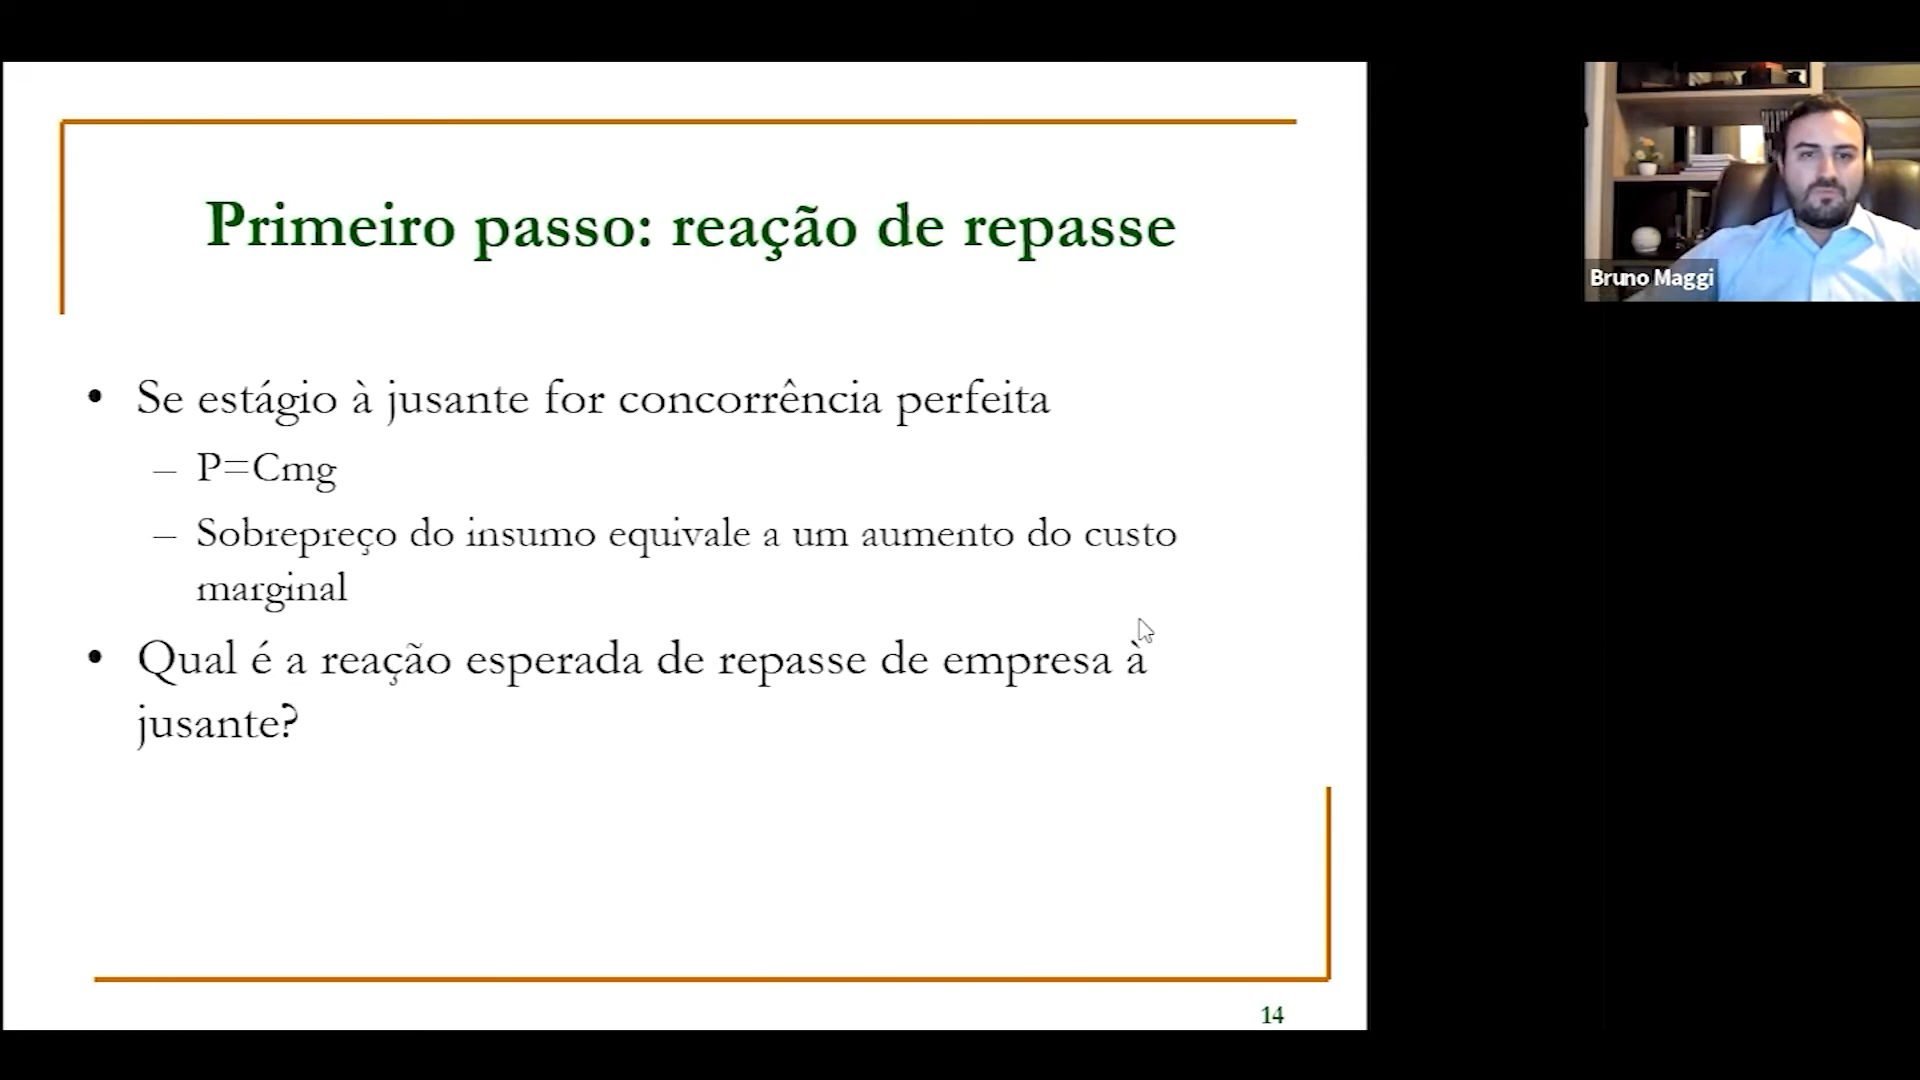 Primeiro passo: reação de repasse
• Se estágio à jusante for concorrência perfeita
– P=Cmg
– Sobrepreço do insumo equivale a um aumento do custo
marginal
• Qual é a reação esperada de repasse de empresa à
jusante?
14
Bruno Maggi